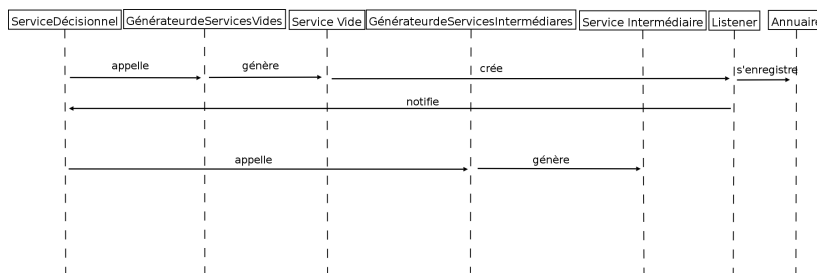 ServiceDécisionnel
GénérateurdeServicesVides
Service Vide
GénérateurdeServicesIntermédiares
Service Intermédiaire
Listener
Annuaire
appelle
génère
crée
s'enregistre
notifie
appelle
génère